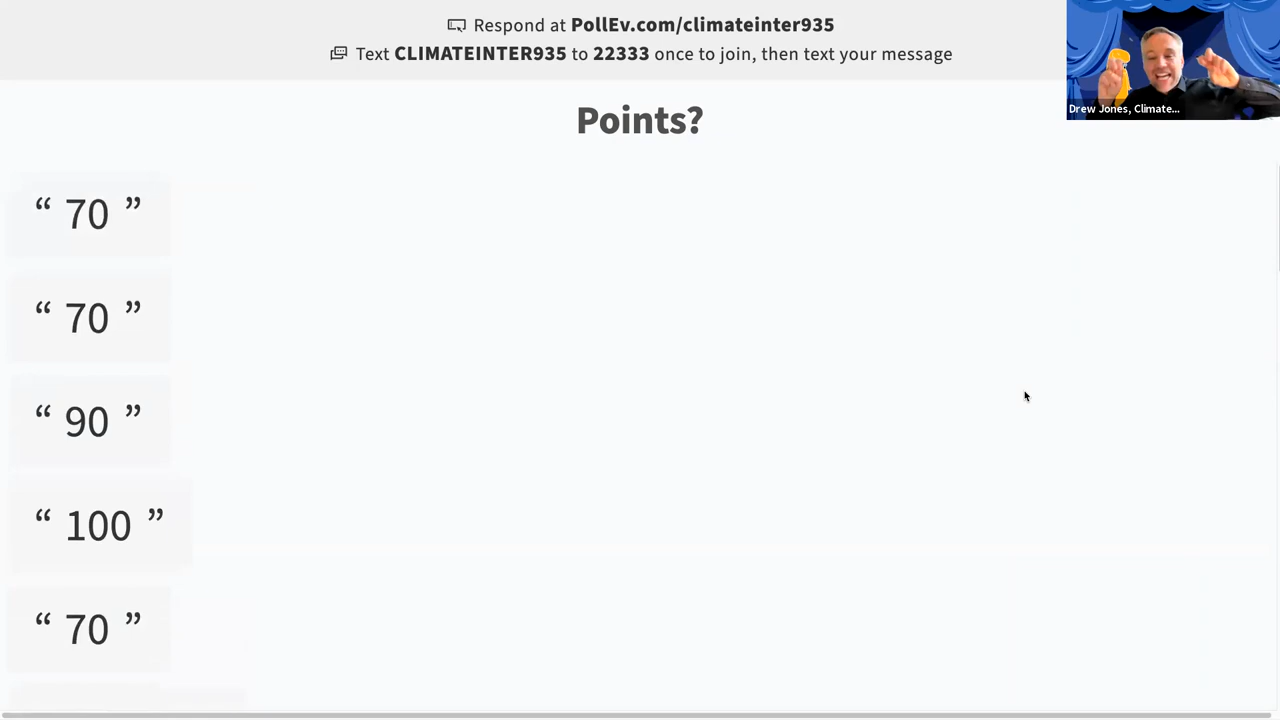 Respond at PollEv.com/climateinter935
Text CLIMATEINTER935 to 22333 once to join, then text your message
Drew Jones, Climate...
Points?
“ 70 ”
“ 70 ”
“ 90 ”
“ 100 ”
“ 70 ”